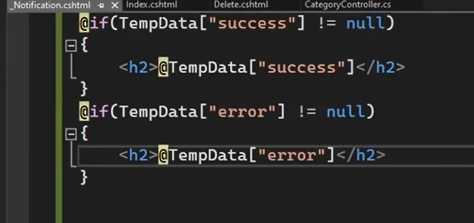 _Notification.cshtml Index.cshtml Delete.cshtml CategoryController.cs
@if(TempData["success"] != null)
{
<h2>@TempData["success"]</h2>
}
@if(TempData["error"] != null)
{
<h2>@TempData["error"]</h2>
}